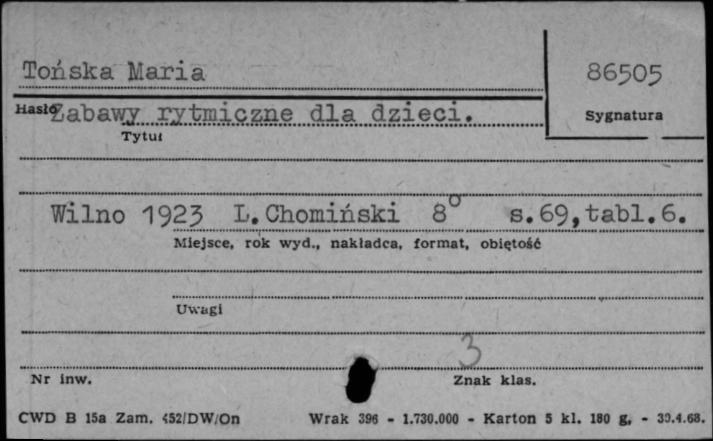 Tońska Maria
86505
Hasło
Zabawy rytmiczne dla dzieci.
Sygnatura
Tytuł
Wilno 1923 L.Chomiński 8° s.69,tabl.6.
Miejsce, rok wyd., nakładca, format, objętość
Uwagi
3
Nr inw.
Znak klas.
CWD B 15a Zam. 452/DW/On Wrak 396 - 1.730.000 - Karton 5 kl. 180 g. - 30.4.68.